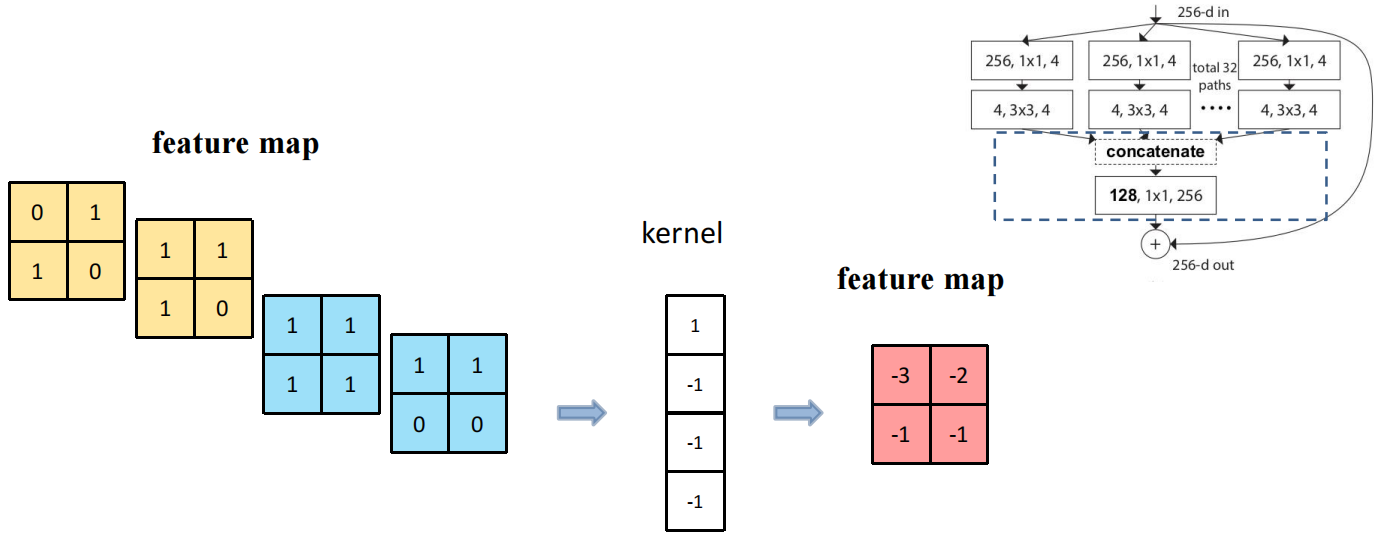 256-d in
256, 1x1, 4
256, 1x1, 4
total 32
paths
256, 1x1, 4
4, 3x3, 4
4, 3x3, 4
....
4, 3x3, 4
concatenate
128, 1x1, 256
+
256-d out
feature map
0 1
1 0
1 1
1 0
1 1
1 1
1 1
0 0
kernel
1
-1
-1
-1
feature map
-3 -2
-1 -1